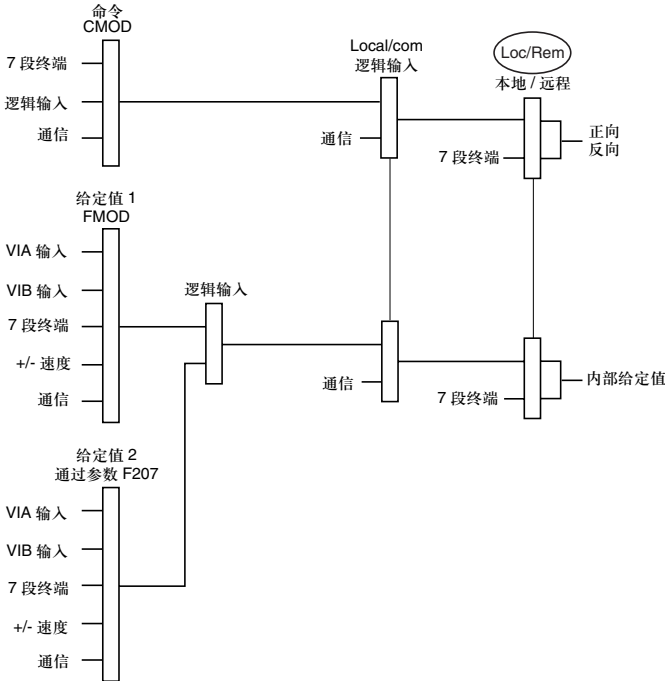 命令
CMOD
7 段终端
逻辑输入
通信
Local/com
逻辑输入
通信
Loc/Rem
本地 / 远程
7 段终端
正向
反向
给定值 1
FMOD
VIA 输入
VIB 输入
7 段终端
+/- 速度
通信
逻辑输入
通信
7 段终端
内部给定值
给定值 2
通过参数 F207
VIA 输入
VIB 输入
7 段终端
+/- 速度
通信